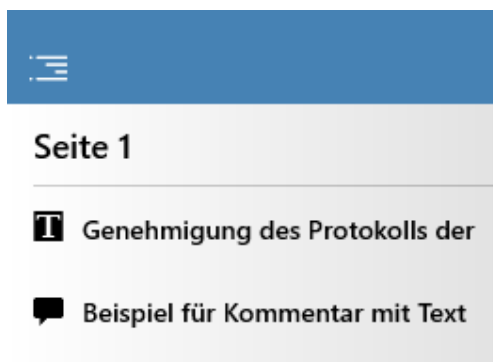 Seite 1
Genehmigung des Protokolls der
Beispiel für Kommentar mit Text